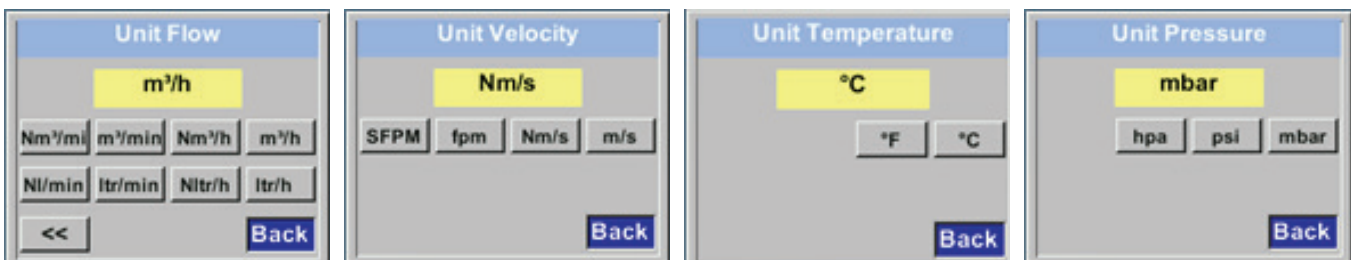 Unit Flow
m³/h
Nm³/mi m³/min Nm³/h m³/h
Nl/min ltr/min Nltr/h ltr/h
<< Back
Unit Velocity
Nm/s
SFPM fpm Nm/s m/s
Back
Unit Temperature
°C
°F °C
Back
Unit Pressure
mbar
hpa psi mbar
Back